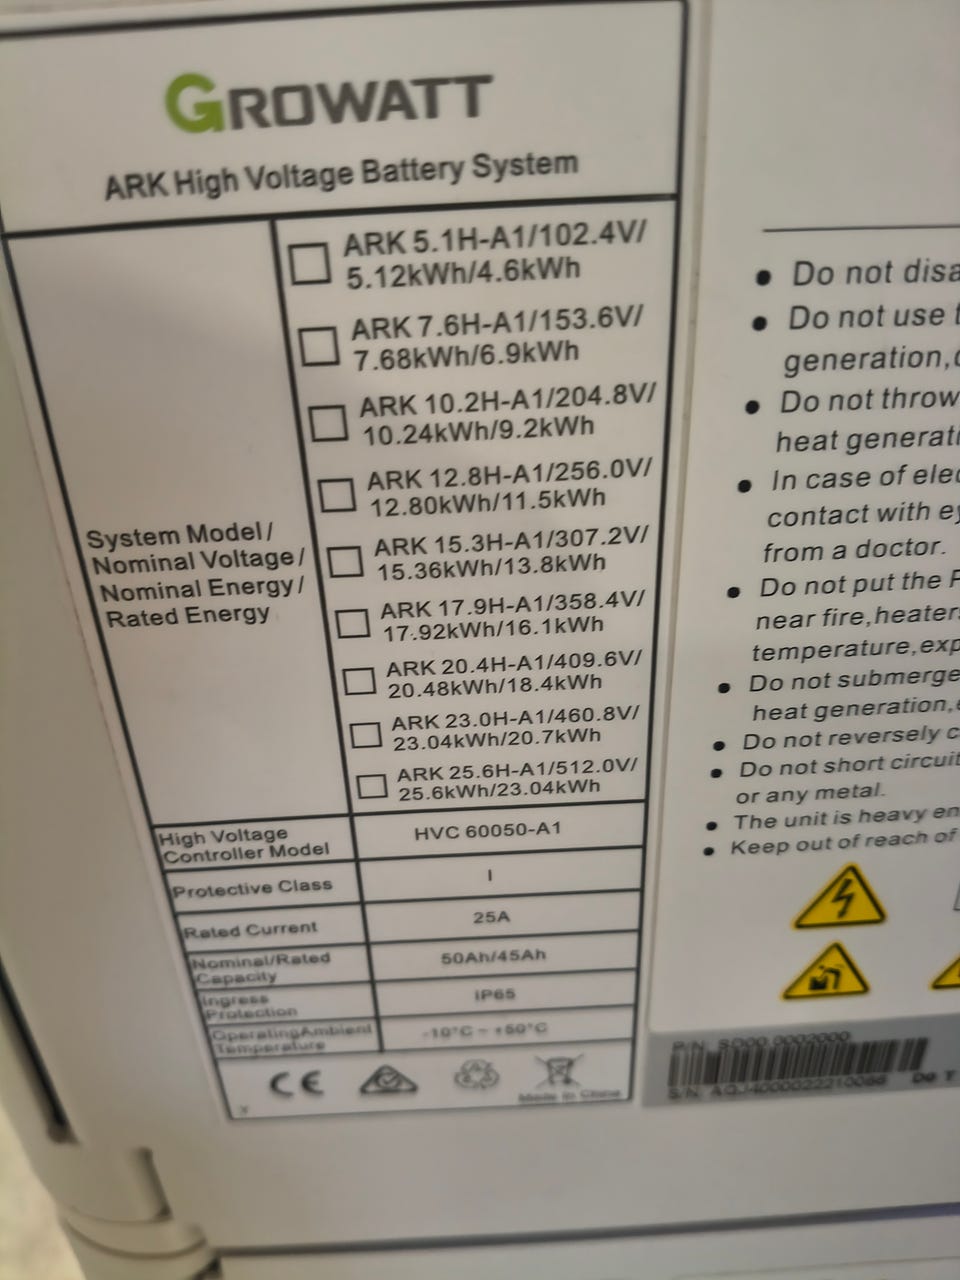 GROWATT
ARK High Voltage Battery System
System Model/
Nominal Voltage/
Nominal Energy/
Rated Energy
ARK 5.1H-A1/102.4V/
5.12kWh/4.6kWh
ARK 7.6H-A1/153.6V/
7.68kWh/6.9kWh
ARK 10.2H-A1/204.8V/
10.24kWh/9.2kWh
ARK 12.8H-A1/256.0V/
12.80kWh/11.5kWh
ARK 15.3H-A1/307.2V/
15.36kWh/13.8kWh
ARK 17.9H-A1/358.4V/
17.92kWh/16.1kWh
ARK 20.4H-A1/409.6V/
20.48kWh/18.4kWh
ARK 23.0H-A1/460.8V/
23.04kWh/20.7kWh
ARK 25.6H-A1/512.0V/
25.6kWh/23.04kWh
High Voltage
Controller Model
HVC 60050-A1
Protective Class
I
Rated Current
25A
Nominal/Rated
Capacity
50Ah/45Ah
Ingress
Protection
IP65
OperatingAmbient
Temperature
-10°C ~ +50°C
CE
Made in China
• Do not disa
• Do not use
generation,
• Do not throw
heat generati
• In case of elec
contact with ey
from a doctor.
• Do not put the
near fire,heater
temperature,exp
• Do not submerge
heat generation,
• Do not reversely c
• Do not short circuit
or any metal.
• The unit is heavy en
• Keep out of reach of
P/N:
S/N: